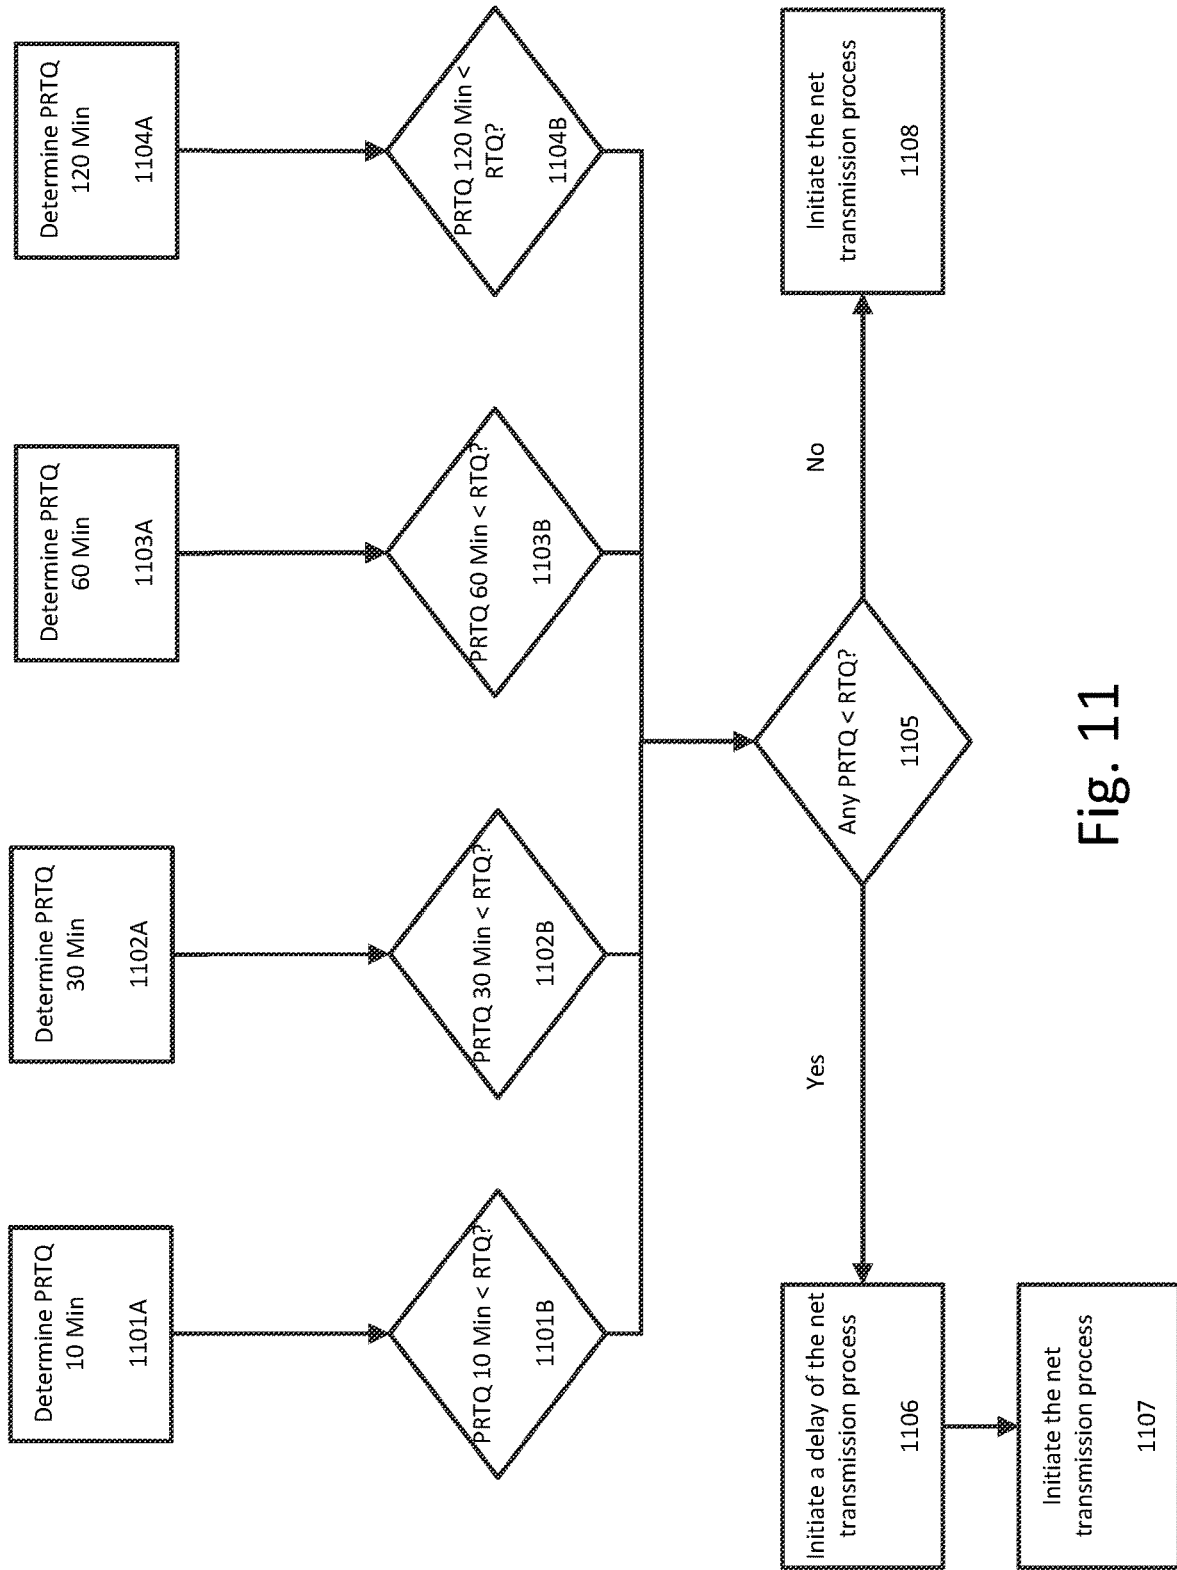 Determine PRTQ
10 Min
1101A
Determine PRTQ
30 Min
1102A
Determine PRTQ
60 Min
1103A
Determine PRTQ
120 Min
1104A
PRTQ 10 Min < RTQ?
1101B
PRTQ 30 Min < RTQ?
1102B
PRTQ 60 Min < RTQ?
1103B
PRTQ 120 Min <
RTQ?
1104B
Any PRTQ < RTQ?
1105
Yes
No
Initiate a delay of the net
transmission process
1106
Initiate the net
transmission process
1108
Initiate the net
transmission process
1107
Fig. 11